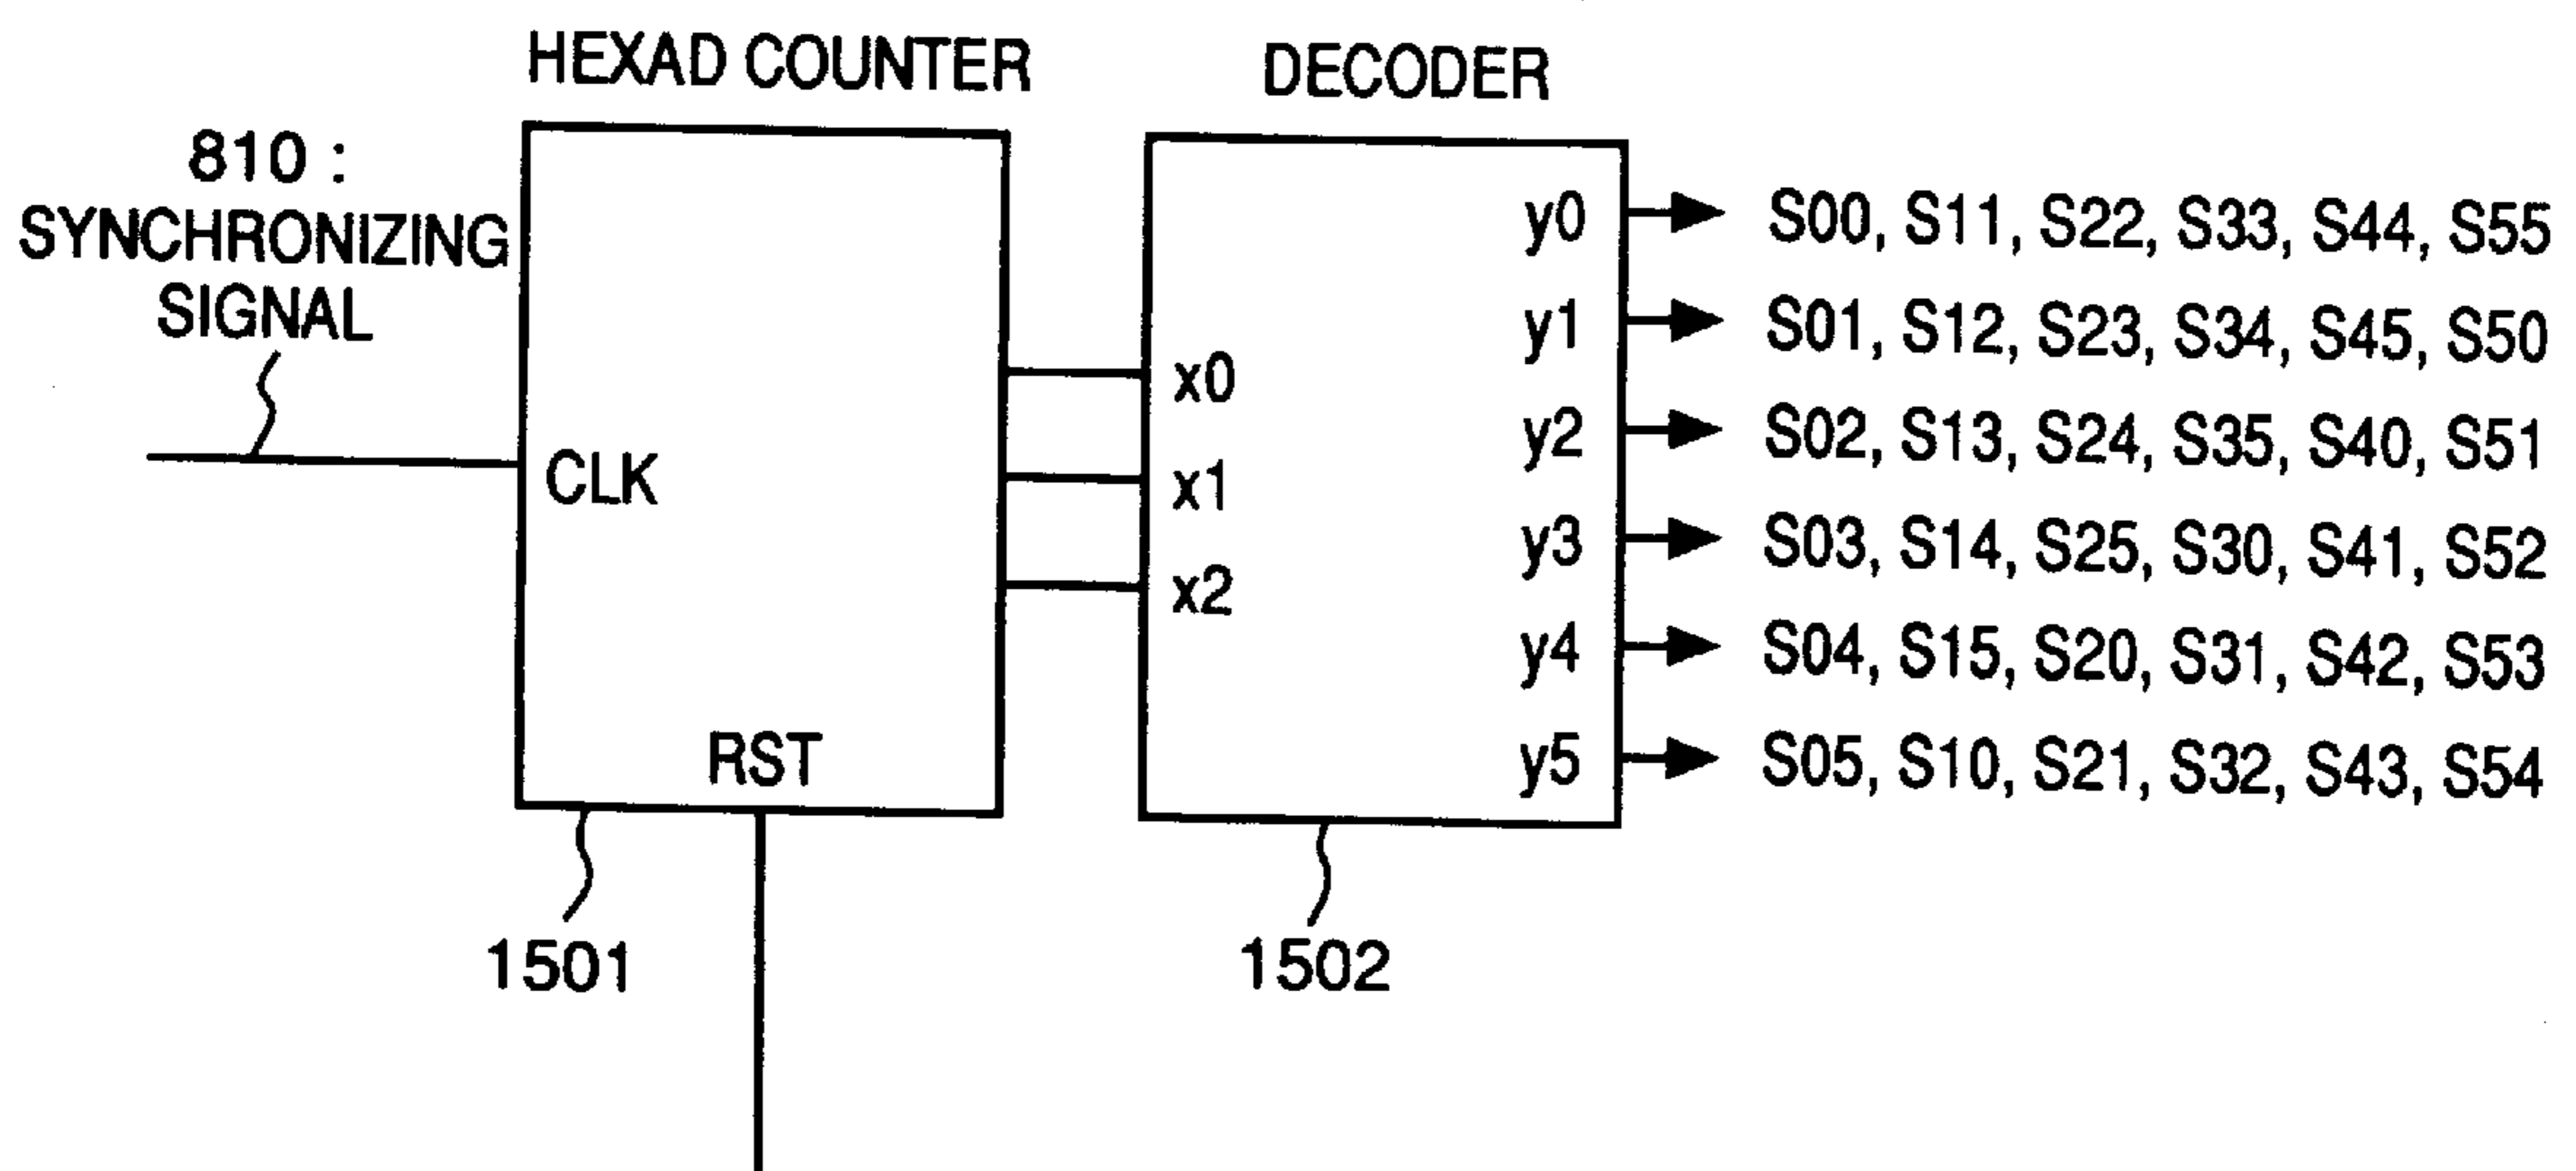 HEXAD COUNTER
DECODER
810 :
SYNCHRONIZING
SIGNAL
CLK
RST
x0
x1
x2
y0
S00, S11, S22, S33, S44, S55
y1
S01, S12, S23, S34, S45, S50
y2
S02, S13, S24, S35, S40, S51
y3
S03, S14, S25, S30, S41, S52
y4
S04, S15, S20, S31, S42, S53
y5
S05, S10, S21, S32, S43, S54
1501
1502